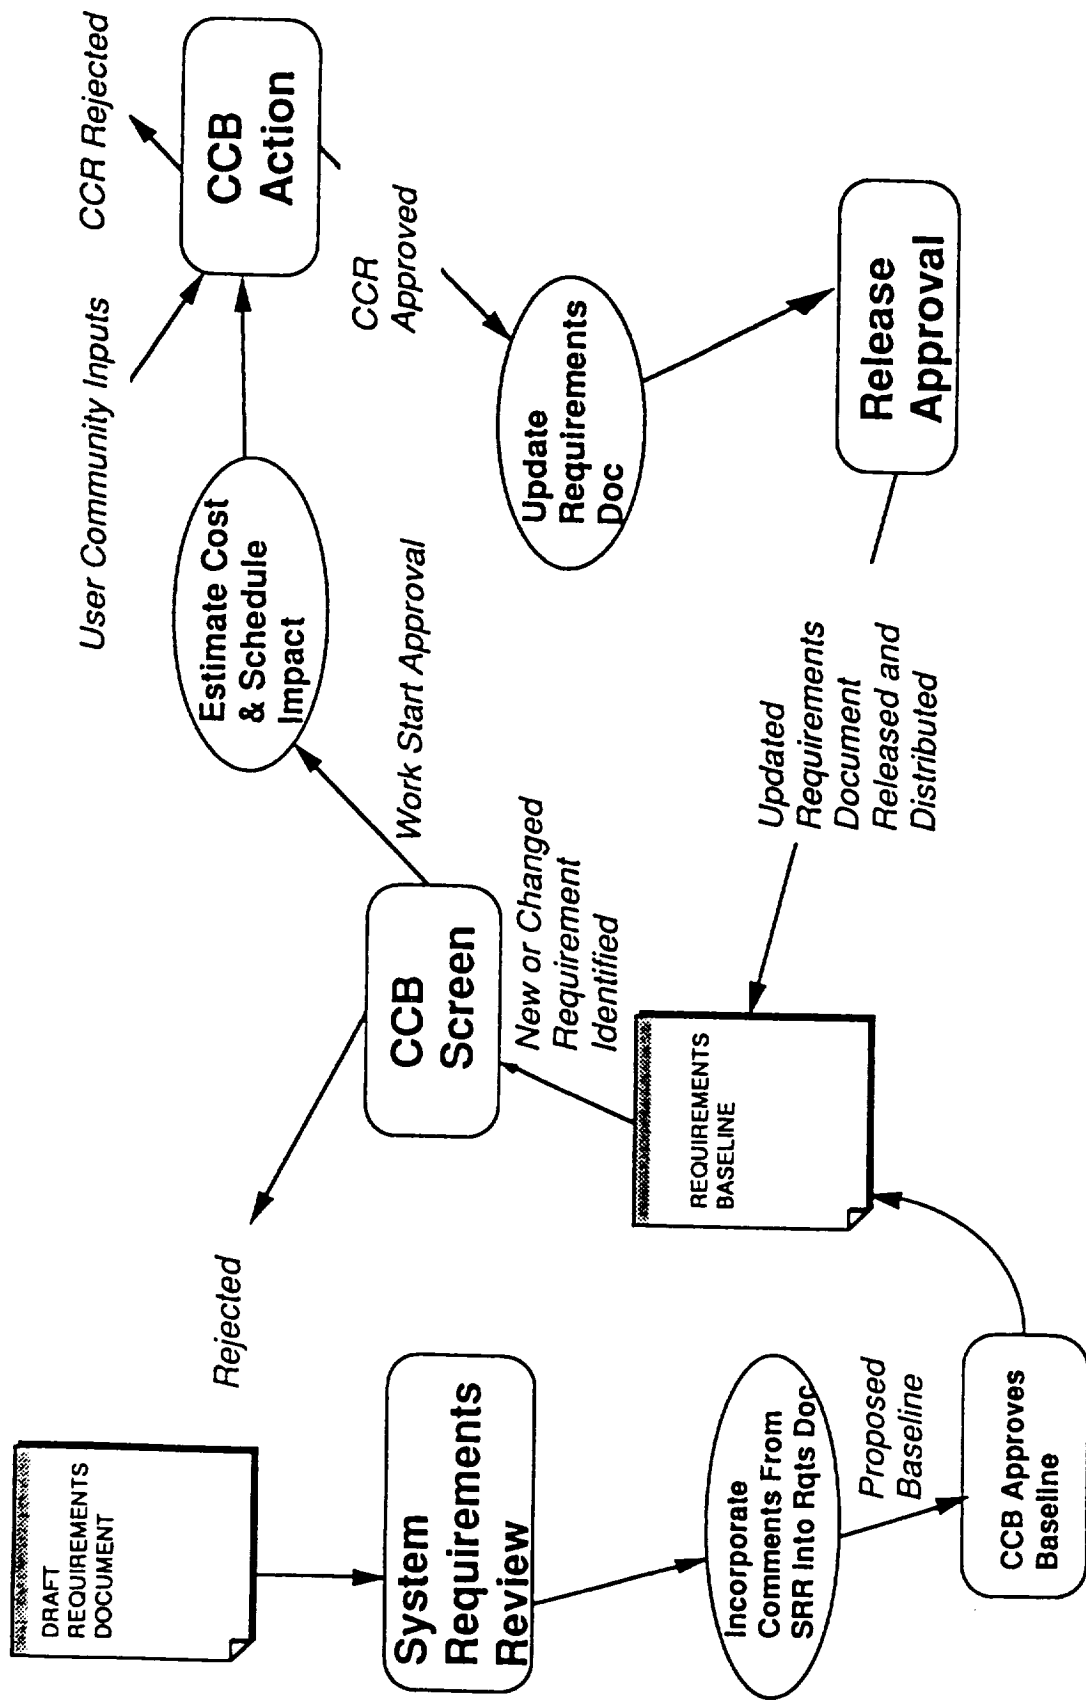 DRAFT
REQUIREMENTS
DOCUMENT
System
Requirements
Review
Incorporate
Comments From
SRR Into Rqts Doc
Proposed
Baseline
CCB Approves
Baseline
REQUIREMENTS
BASELINE
New or Changed
Requirement
Identified
CCB
Screen
Rejected
Work Start Approval
Estimate Cost
& Schedule
Impact
User Community Inputs
CCB
Action
CCR Rejected
CCR
Approved
Update
Requirements
Doc
Release
Approval
Updated
Requirements
Document
Released and
Distributed